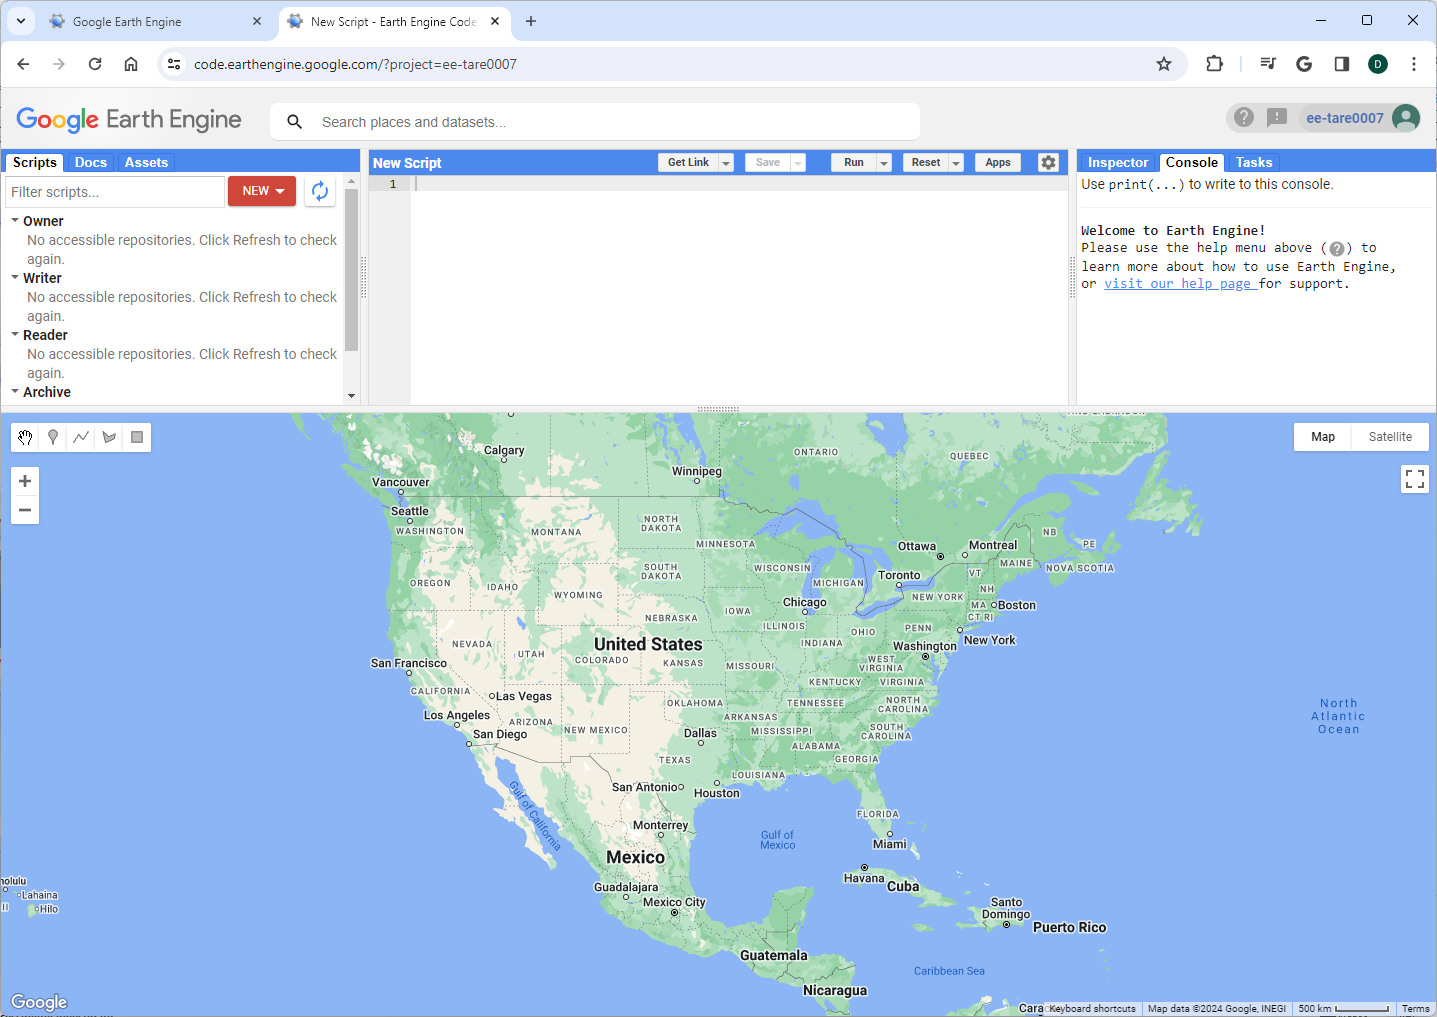 Google Earth Engine
New Script - Earth Engine Code
code.earthengine.google.com/?project=ee-tare0007
D
Google Earth Engine
Search places and datasets...
ee-tare0007
Scripts Docs Assets
New Script
Get Link Save Run Reset Apps
Inspector Console Tasks
Filter scripts...
NEW
1
Use print(...) to write to this console.
Owner
No accessible repositories. Click Refresh to check
again.
Writer
No accessible repositories. Click Refresh to check
again.
Reader
No accessible repositories. Click Refresh to check
again.
Archive
Welcome to Earth Engine!
Please use the help menu above (?) to
learn more about how to use Earth Engine,
or visit our help page for support.
Map Satellite
Calgary
ONTARIO
QUEBEC
Winnipeg
Vancouver
Seattle
WASHINGTON
MONTANA
NORTH
DAKOTA
MINNESOTA
Ottawa
Montreal
NB
PE
MAINE
NOVA SCOTIA
OREGON
IDAHO
SOUTH
DAKOTA
WISCONSIN
MICHIGAN
Toronto
VT
NH
WYOMING
NEW YORK
MA
Boston
CT RI
Chicago
IOWA
NEBRASKA
ILLINOIS
OHIO
PENN
New York
INDIANA
NEVADA
UTAH
United States
COLORADO
KANSAS
MISSOURI
Washington
WEST
VIRGINIA
San Francisco
KENTUCKY
VIRGINIA
CALIFORNIA
Las Vegas
OKLAHOMA
TENNESSEE
NORTH
CAROLINA
Los Angeles
ARIZONA
NEW MEXICO
ARKANSAS
San Diego
Dallas
MISSISSIPPI
SOUTH
CAROLINA
ALABAMA
GEORGIA
TEXAS
LOUISIANA
San Antonio
Houston
Gulf of California
North
Atlantic
Ocean
FLORIDA
Monterrey
Gulf of
Mexico
Miami
Mexico
Havana
Cuba
Guadalajara
Mexico City
Santo
Domingo
Puerto Rico
nolulu
Lahaina
Hilo
Guatemala
Caribbean Sea
Nicaragua
Google
Cara
Keyboard shortcuts Map data ©2024 Google, INEGI 500 km Terms